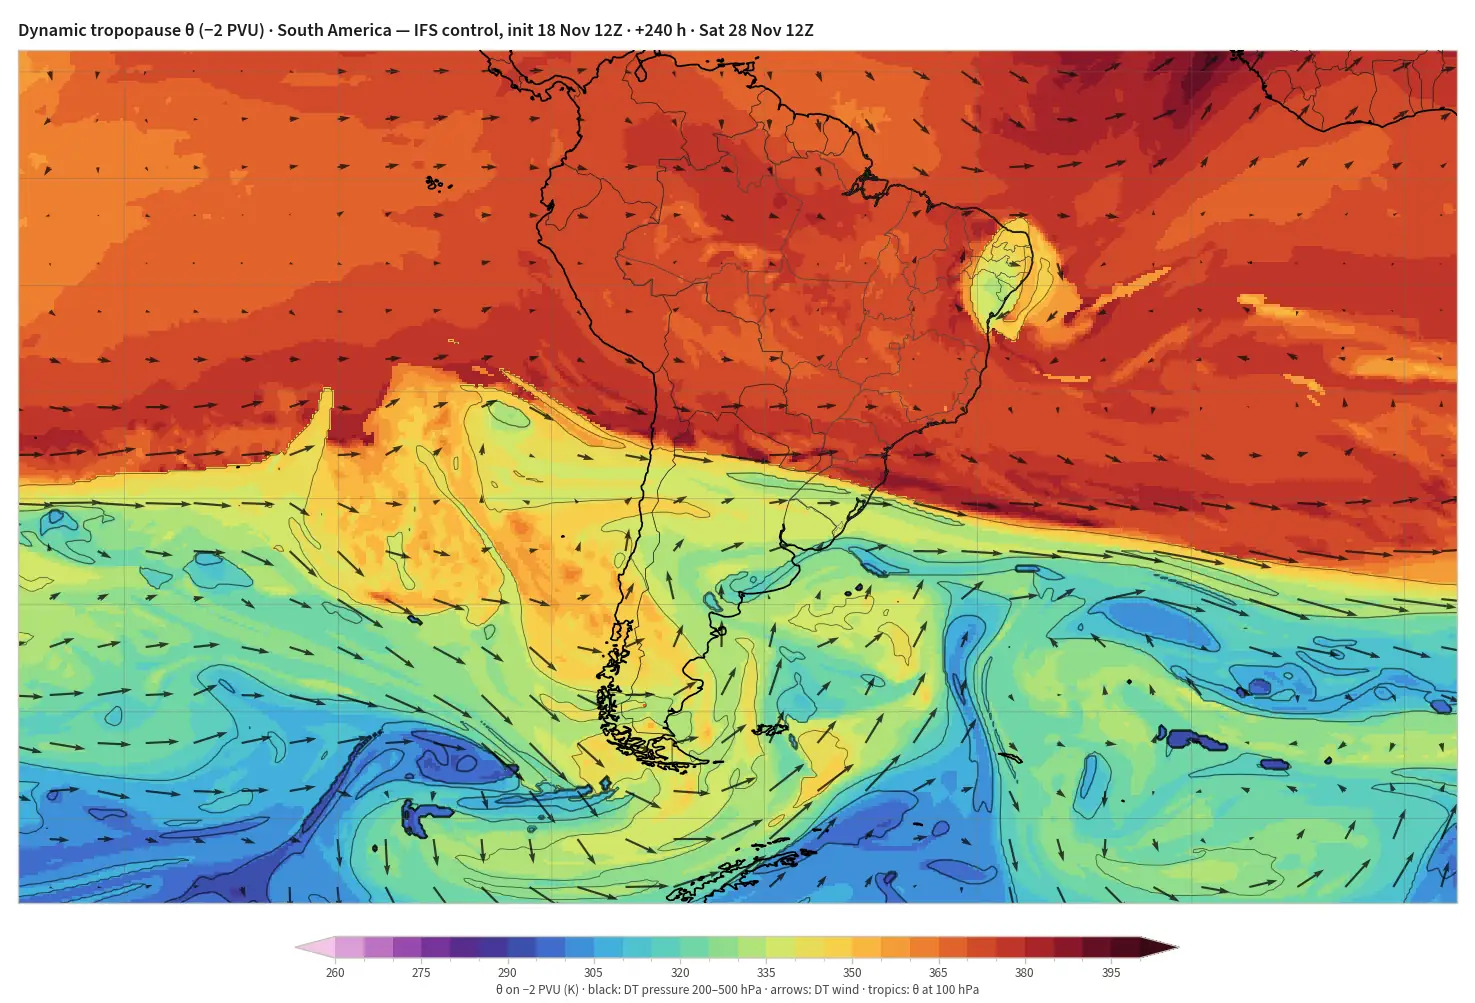 Dynamic tropopause θ (−2 PVU) · South America — IFS control, init 18 Nov 12Z · +240 h · Sat 28 Nov 12Z
260 275 290 305 320 335 350 365 380 395
θ on −2 PVU (K) · black: DT pressure 200–500 hPa · arrows: DT wind · tropics: θ at 100 hPa